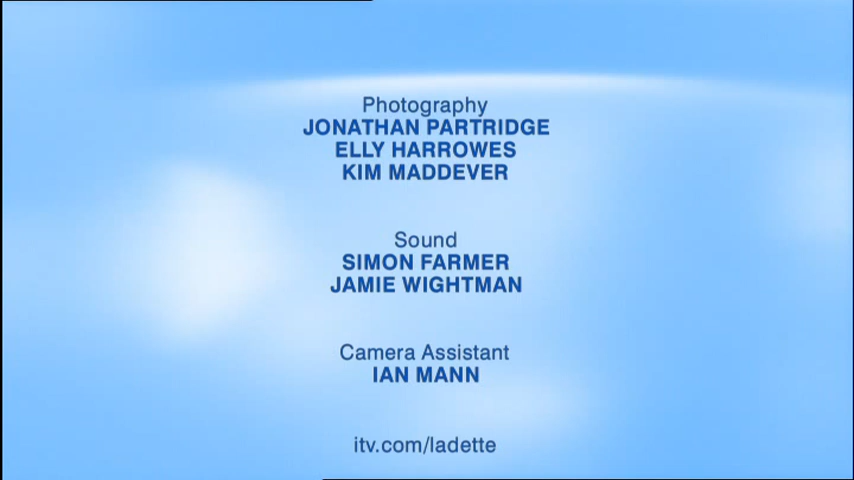 Photography
JONATHAN PARTRIDGE
ELLY HARROWES
KIM MADDEVER
Sound
SIMON FARMER
JAMIE WIGHTMAN
Camera Assistant
IAN MANN
itv.com/ladette